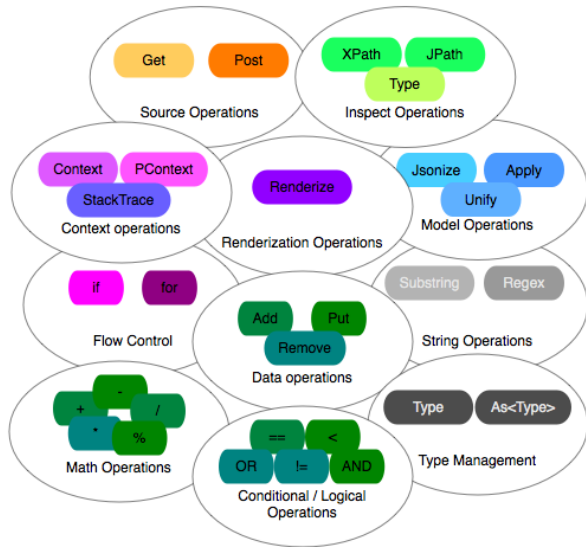 Get
Post
Source Operations
XPath
JPath
Type
Inspect Operations
Context
PContext
StackTrace
Context operations
Renderize
Renderization Operations
Jsonize
Apply
Unify
Model Operations
if
for
Flow Control
Add
Put
Remove
Data operations
Substring
Regex
String Operations
-
+
/
*
%
Math Operations
==
<
OR
!=
AND
Conditional / Logical
Operations
Type
As<Type>
Type Management